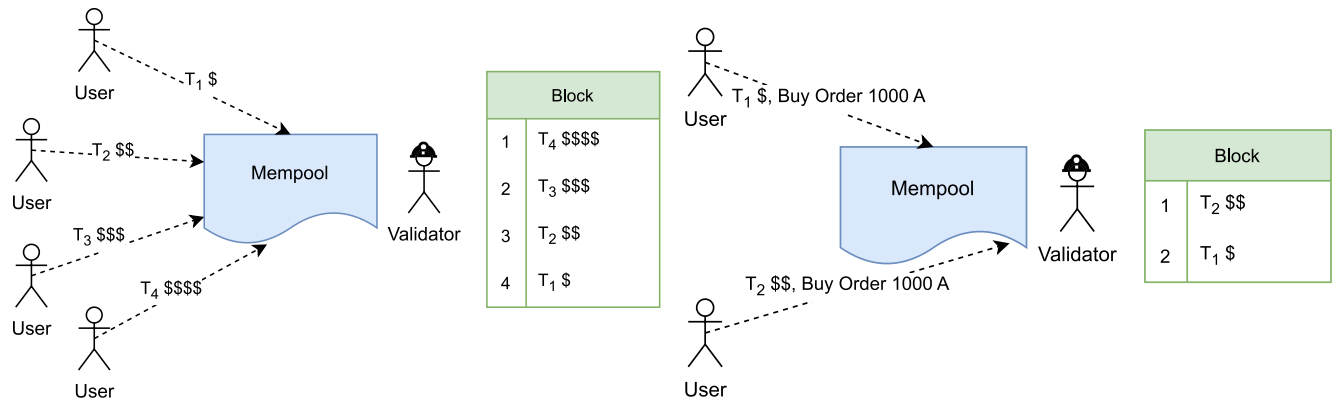 User
T1 $
User
T2 $$
User
T3 $$$
User
T4 $$$$
Mempool
Validator
Block
1 T4 $$$$
2 T3 $$$
3 T2 $$
4 T1 $
User
T1 $, Buy Order 1000 A
Mempool
Validator
T2 $$, Buy Order 1000 A
User
Block
1 T2 $$
2 T1 $